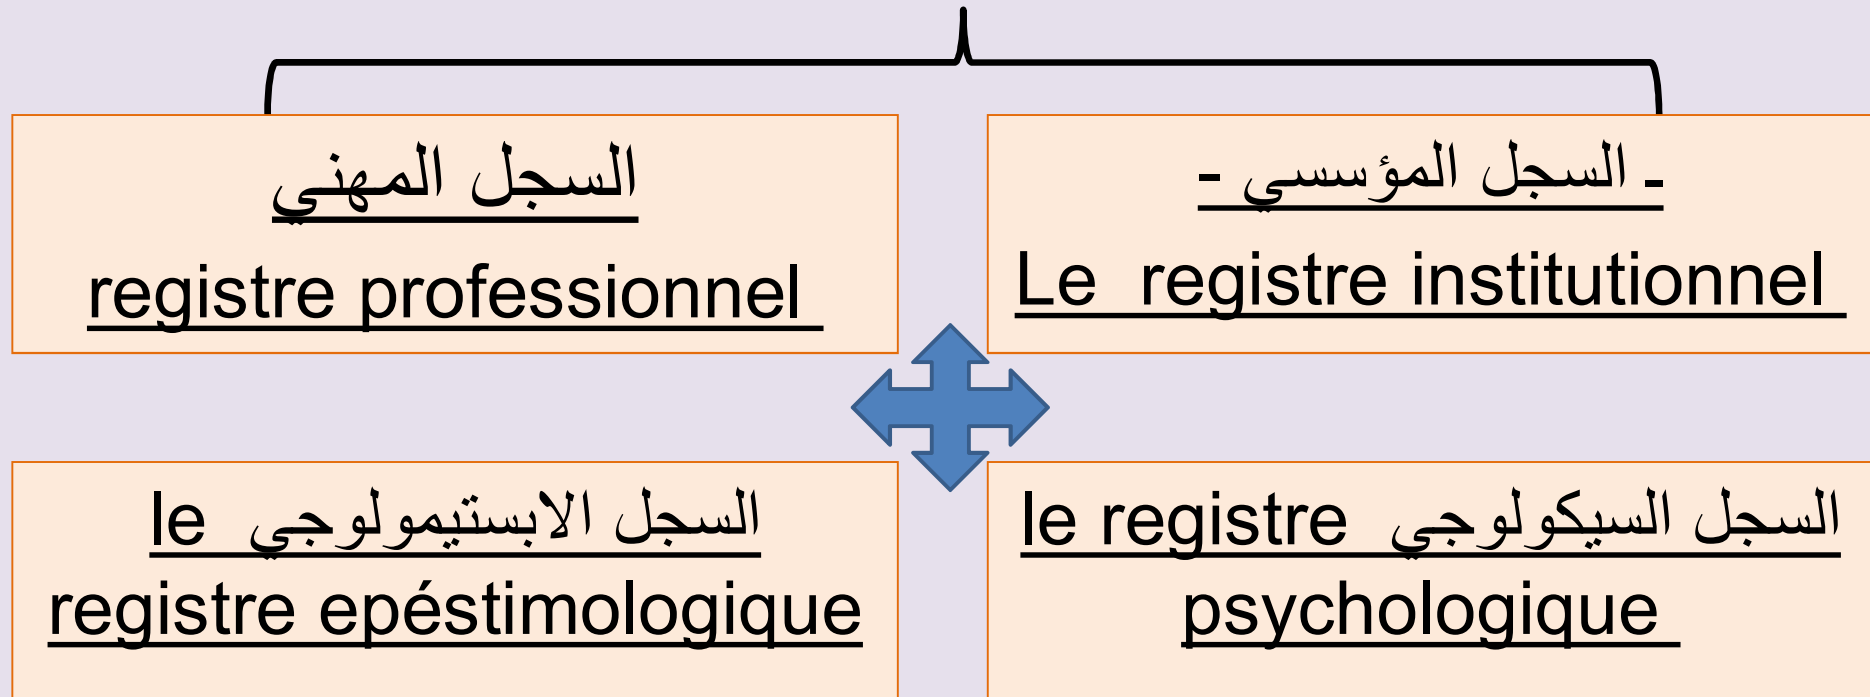 السجل المهني
registre professionnel
- السجل المؤسسي -
Le registre institutionnel
السجل الابستيمولوجي le
registre epéstimologique
السجل السيكولوجي le registre
psychologique